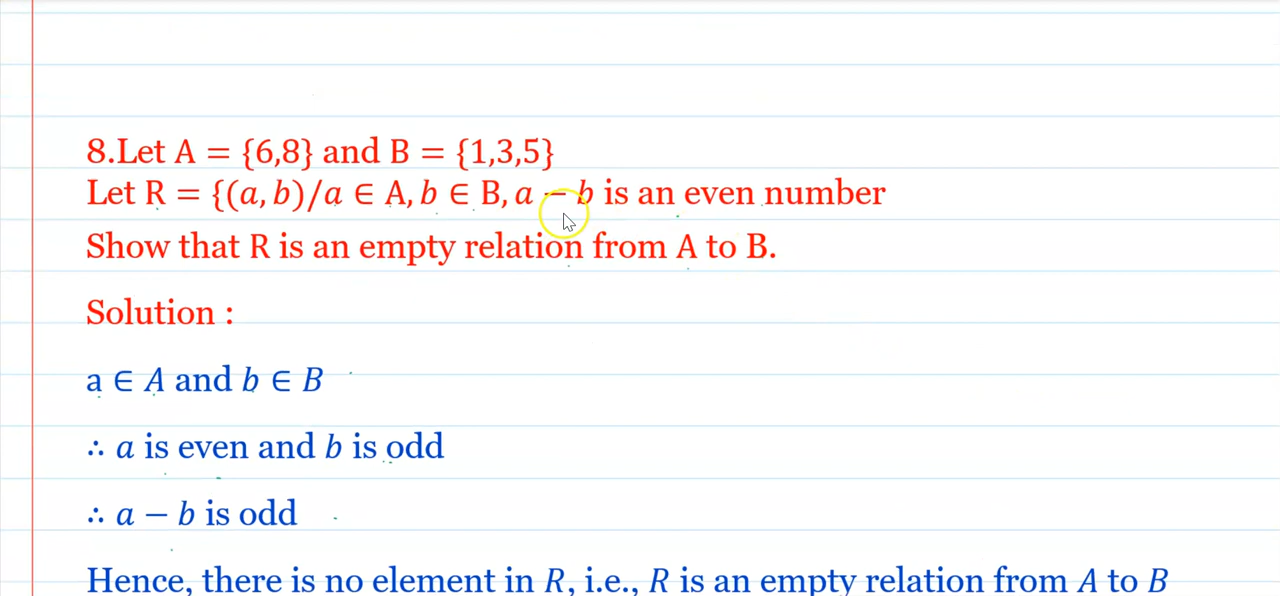 8.Let A = {6,8} and B = {1,3,5}
Let R = {(a, b)/a ∈ A, b ∈ B, a − b is an even number
Show that R is an empty relation from A to B.
Solution :
a ∈ A and b ∈ B
∴ a is even and b is odd
∴ a − b is odd
Hence, there is no element in R, i.e., R is an empty relation from A to B